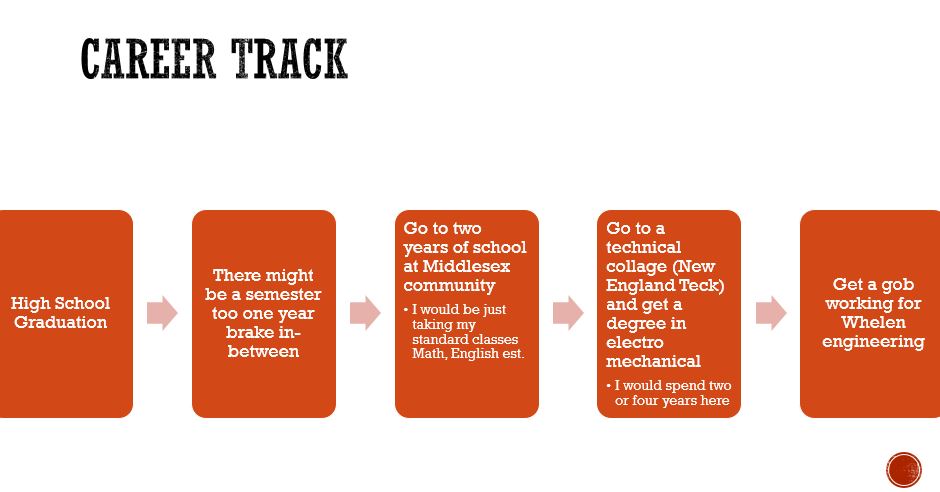 CAREER TRACK
High School
Graduation
There might
be a semester
too one year
brake in-
between
Go to two
years of school
at Middlesex
community
• I would be just
taking my
standard classes
Math, English est.
Go to a
technical
collage (New
England Teck)
and get a
degree in
electro
mechanical
• I would spend two
or four years here
Get a gob
working for
Whelen
engineering